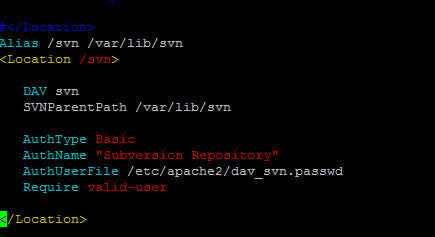 #</Location>
Alias /svn /var/lib/svn
<Location /svn>
DAV svn
SVNParentPath /var/lib/svn
AuthType Basic
AuthName "Subversion Repository"
AuthUserFile /etc/apache2/dav_svn.passwd
Require valid-user
</Location>